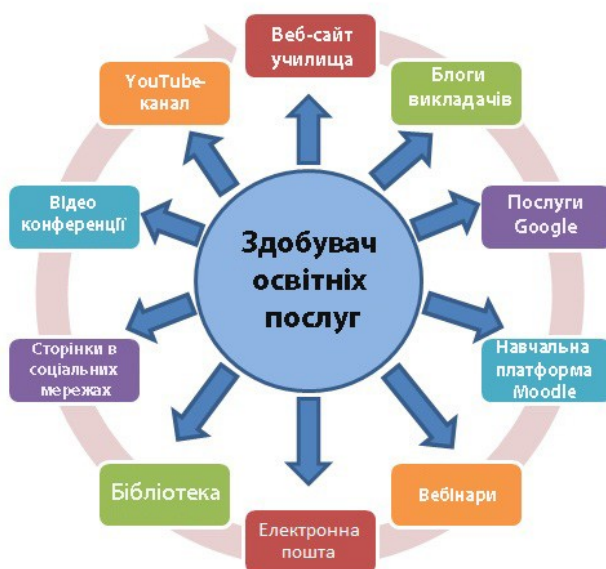 Веб-сайт
училища
Блоги
викладачів
Послуги
Google
Навчальна
платформа
Moodle
Вебінари
Електронна
пошта
Бібліотека
Сторінки в
соціальних
мережах
Відео
конференції
YouTube-
канал
Здобувач
освітніх
послуг